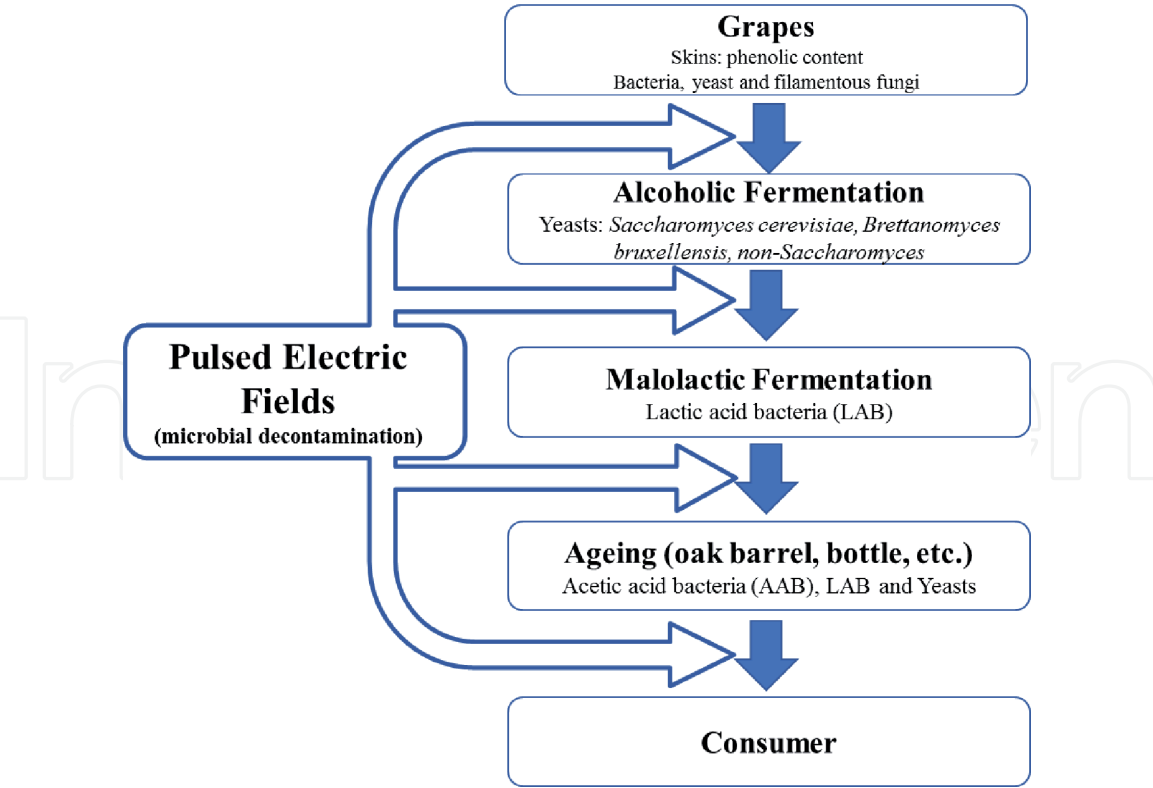 Grapes
Skins: phenolic content
Bacteria, yeast and filamentous fungi
Alcoholic Fermentation
Yeasts: Saccharomyces cerevisiae, Brettanomyces
bruxellensis, non-Saccharomyces
Pulsed Electric
Fields
(microbial decontamination)
Malolactic Fermentation
Lactic acid bacteria (LAB)
Ageing (oak barrel, bottle, etc.)
Acetic acid bacteria (AAB), LAB and Yeasts
Consumer